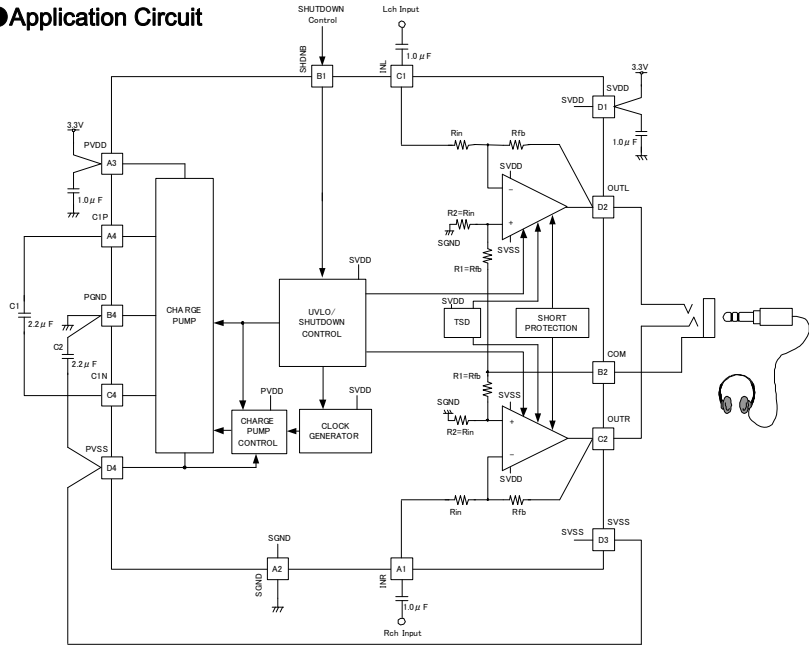 ●Application Circuit
SHUTDOWN
Control
Lch Input
1.0μF
SHDNB
B1
INL
C1
3.3V
SVDD
SVDD
D1
1.0μF
3.3V
PVDD
A3
1.0μF
Rin
Rfb
SVDD
OUTL
D2
−
+
R2=Rin
SGND
SVSS
R1=Rfb
C1P
A4
C1
2.2μF
PGND
B4
C2
2.2μF
C1N
C4
CHARGE
PUMP
SVDD
UVLO/
SHUTDOWN
CONTROL
SVDD
TSD
SHORT
PROTECTION
COM
B2
R1=Rfb
PVDD
SVDD
CHARGE
PUMP
CONTROL
CLOCK
GENERATOR
SGND
R2=Rin
SVSS
+
−
SVDD
OUTR
C2
PVSS
D4
Rin
Rfb
SVSS
SVSS
D3
SGND
A2
SGND
INR
A1
1.0μF
Rch Input